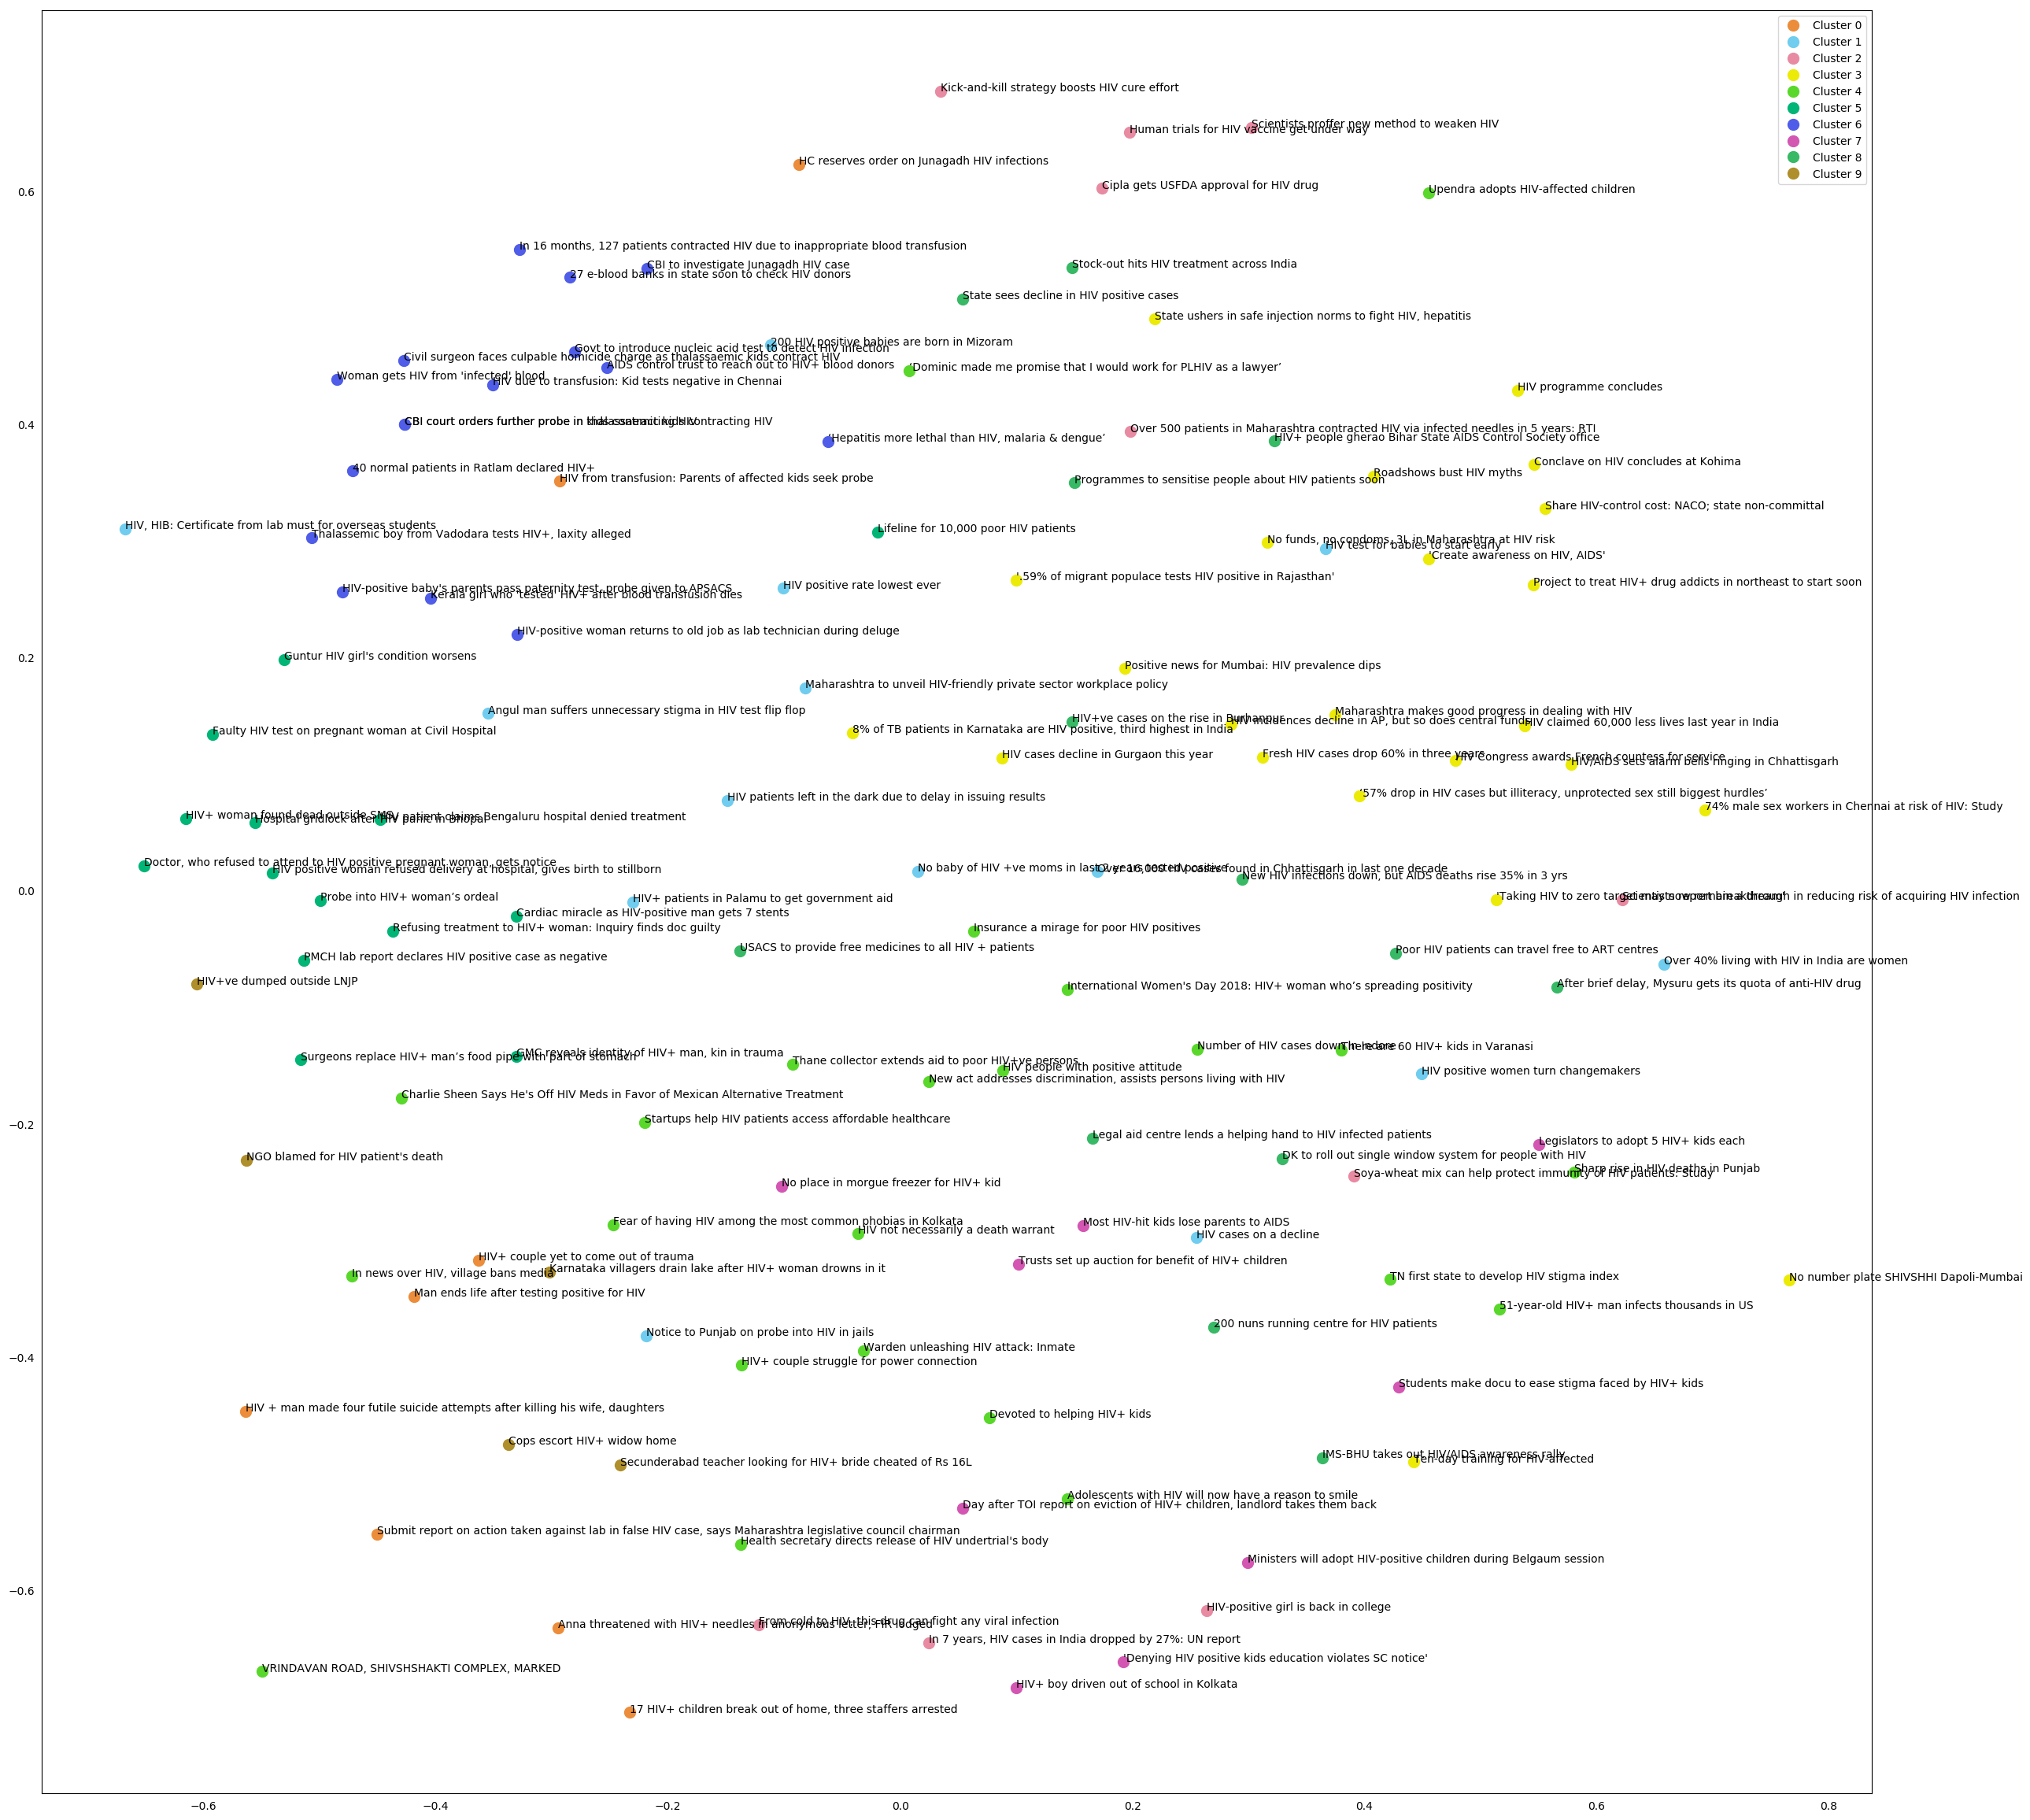 Cluster 0
Cluster 1
Cluster 2
Cluster 3
Cluster 4
Cluster 5
Cluster 6
Cluster 7
Cluster 8
Cluster 9
Kick-and-kill strategy boosts HIV cure effort
Human trials for HIV vaccine get under way
Scientists proffer new method to weaken HIV
HC reserves order on Junagadh HIV infections
Cipla gets USFDA approval for HIV drug
Upendra adopts HIV-affected children
0.6
In 16 months, 127 patients contracted HIV due to inappropriate blood transfusion
CBI to investigate Junagadh HIV case
27 e-blood banks in state soon to check HIV donors
Stock-out hits HIV treatment across India
State sees decline in HIV positive cases
State ushers in safe injection norms to fight HIV, hepatitis
200 HIV positive babies are born in Mizoram
Govt to introduce nucleic acid test to detect HIV infection
Civil surgeon faces culpable homicide charge as thalassaemic kids contract HIV
AIDS control trust to reach out to HIV+ blood donors
'Dominic made me promise that I would work for PLHIV as a lawyer’
Woman gets HIV from 'infected' blood
HIV due to transfusion: Kid tests negative in Chennai
HIV programme concludes
0.4
CBI court orders further probe in thalassaemic kids contracting HIV
Over 500 patients in Maharashtra contracted HIV via infected needles in 5 years: RTI
HIV+ people gherao Bihar State AIDS Control Society office
'Hepatitis more lethal than HIV, malaria & dengue’
Conclave on HIV concludes at Kohima
40 normal patients in Ratlam declared HIV+
Roadshows bust HIV myths
HIV from transfusion: Parents of affected kids seek probe
Programmes to sensitise people about HIV patients soon
Share HIV-control cost: NACO; state non-committal
HIV, HIB: Certificate from lab must for overseas students
Lifeline for 10,000 poor HIV patients
Thalassemic boy from Vadodara tests HIV+, laxity alleged
No funs, no condoms, 3L in Maharashtra at HIV risk
HIV test for babies to start early
'Create awareness on HIV, AIDS'
'.59% of migrant populace tests HIV positive in Rajasthan'
Project to treat HIV+ drug addicts in northeast to start soon
HIV positive rate lowest ever
HIV-positive baby's parents pass paternity test, probe given to APSACS
Kerala girl who 'tested' HIV+ after blood transfusion dies
HIV-positive woman returns to old job as lab technician during deluge
0.2
Guntur HIV girl's condition worsens
Positive news for Mumbai: HIV prevalence dips
Maharashtra to unveil HIV-friendly private sector workplace policy
Angul man suffers unnecessary stigma in HIV test flip flop
Maharashtra makes good progress in dealing with HIV
HIV+ve cases on the rise in Burhanpur
HIV incidences decline in AP, but so does central funds
HIV claimed 60,000 less lives last year in India
Faulty HIV test on pregnant woman at Civil Hospital
8% of TB patients in Karnataka are HIV positive, third highest in India
HIV cases decline in Gurgaon this year
Fresh HIV cases drop 60% in three years
HIV Congress awards French countess for service
HIV/AIDS sets alarm bells ringing in Chhattisgarh
HIV patients left in the dark due to delay in issuing results
'57% drop in HIV cases but illiteracy, unprotected sex still biggest hurdles’
74% male sex workers in Chennai at risk of HIV: Study
HIV+ woman found dead outside SMS
Hospital gridlock after HIV panic in Bhopal
HIV patient claims Bengaluru hospital denied treatment
Doctor, who refused to attend to HIV positive pregnant woman, gets notice
HIV positive woman refused delivery at hospital, gives birth to stillborn
No baby of HIV +ve moms in last 2 years tested positive
Over 16,000 HIV cases found in Chhattisgarh in last one decade
New HIV infections down, but AIDS deaths rise 35% in 3 yrs
0.0
Probe into HIV+ woman’s ordeal
HIV+ patients in Palamu to get government aid
'Taking HIV to zero target may now remain a dream'
Scientists report breakthrough in reducing risk of acquiring HIV infection
Cardiac miracle as HIV-positive man gets 7 stents
Refusing treatment to HIV+ woman: Inquiry finds doc guilty
Insurance a mirage for poor HIV positives
USACS to provide free medicines to all HIV + patients
Poor HIV patients can travel free to ART centres
PMCH lab report declares HIV positive case as negative
Over 40% living with HIV in India are women
HIV+ve dumped outside LNJP
International Women's Day 2018: HIV+ woman who’s spreading positivity
After brief delay, Mysuru gets its quota of anti-HIV drug
Number of HIV cases down in Indore
There are 60 HIV+ kids in Varanasi
Surgeons replace HIV+ man’s food pipe with part of stomach
GMC reveals identity of HIV+ man, kin in trauma
Thane collector extends aid to poor HIV+ve persons
HIV people with positive attitude
HIV positive women turn changemakers
New act addresses discrimination, assists persons living with HIV
Charlie Sheen Says He's Off HIV Meds in Favor of Mexican Alternative Treatment
Startups help HIV patients access affordable healthcare
−0.2
Legal aid centre lends a helping hand to HIV infected patients
Legislators to adopt 5 HIV+ kids each
NGO blamed for HIV patient's death
DK to roll out single window system for people with HIV
Soya-wheat mix can help protect immunity of HIV patients: Study
Sharp rise in HIV deaths in Punjab
No place in morgue freezer for HIV+ kid
Fear of having HIV among the most common phobias in Kolkata
HIV not necessarily a death warrant
Most HIV-hit kids lose parents to AIDS
HIV cases on a decline
HIV+ couple yet to come out of trauma
Trusts set up auction for benefit of HIV+ children
In news over HIV, village bans media
Karnataka villagers drain lake after HIV+ woman drowns in it
TN first state to develop HIV stigma index
No number plate SHIVSHHI Dapoli-Mumbai
Man ends life after testing positive for HIV
51-year-old HIV+ man infects thousands in US
200 nuns running centre for HIV patients
Notice to Punjab on probe into HIV in jails
Warden unleashing HIV attack: Inmate
−0.4
HIV+ couple struggle for power connection
Students make docu to ease stigma faced by HIV+ kids
HIV + man made four futile suicide attempts after killing his wife, daughters
Devoted to helping HIV+ kids
Cops escort HIV+ widow home
Secunderabad teacher looking for HIV+ bride cheated of Rs 16L
IMS-BHU takes out HIV/AIDS awareness rally
Ten-day training for HIV-affected
Adolescents with HIV will now have a reason to smile
Day after TOI report on eviction of HIV+ children, landlord takes them back
Submit report on action taken against lab in false HIV case, says Maharashtra legislative council chairman
Health secretary directs release of HIV undertrial's body
Ministers will adopt HIV-positive children during Belgaum session
−0.6
HIV-positive girl is back in college
Anna threatened with HIV+ needles in anonymous letter, FIR lodged
From cold to HIV, this drug can fight any viral infection
In 7 years, HIV cases in India dropped by 27%: UN report
'Denying HIV positive kids education violates SC notice'
VRINDAVAN ROAD, SHIVSHSHAKTI COMPLEX, MARKED
HIV+ boy driven out of school in Kolkata
17 HIV+ children break out of home, three staffers arrested
−0.6 −0.4 −0.2 0.0 0.2 0.4 0.6 0.8